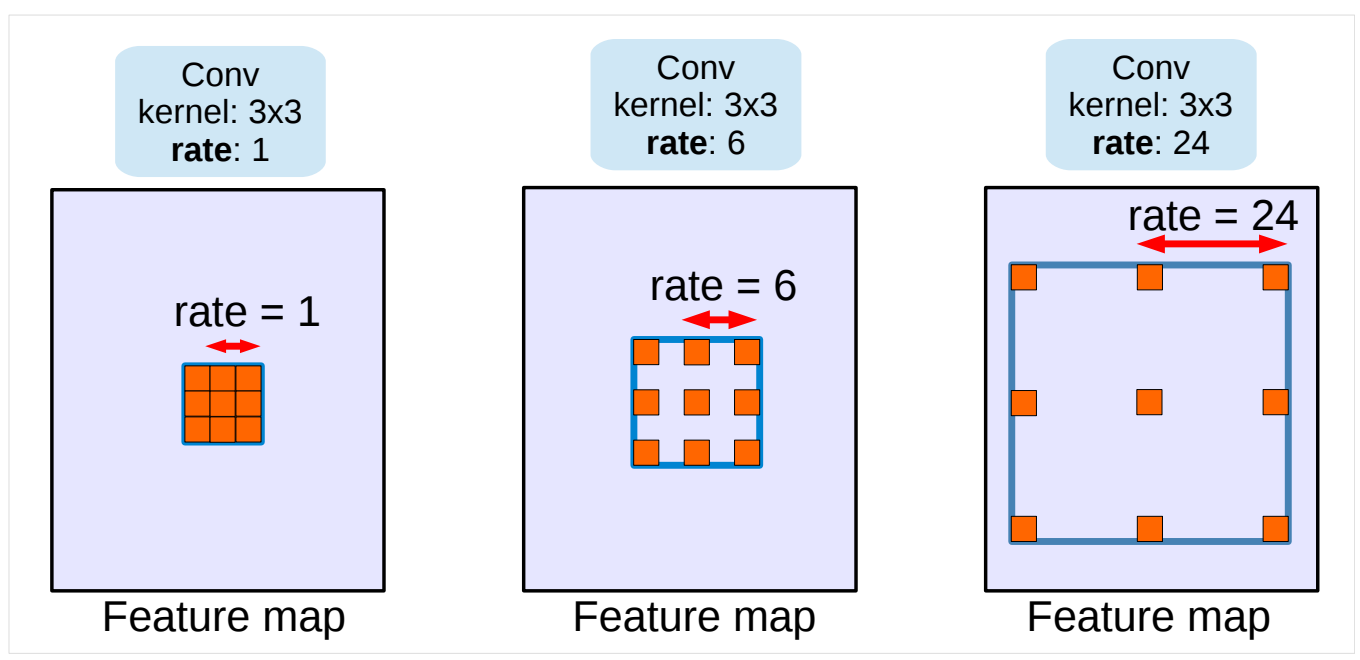 Conv
kernel: 3x3
rate: 1
Conv
kernel: 3x3
rate: 6
Conv
kernel: 3x3
rate: 24
rate = 1
rate = 6
rate = 24
Feature map
Feature map
Feature map